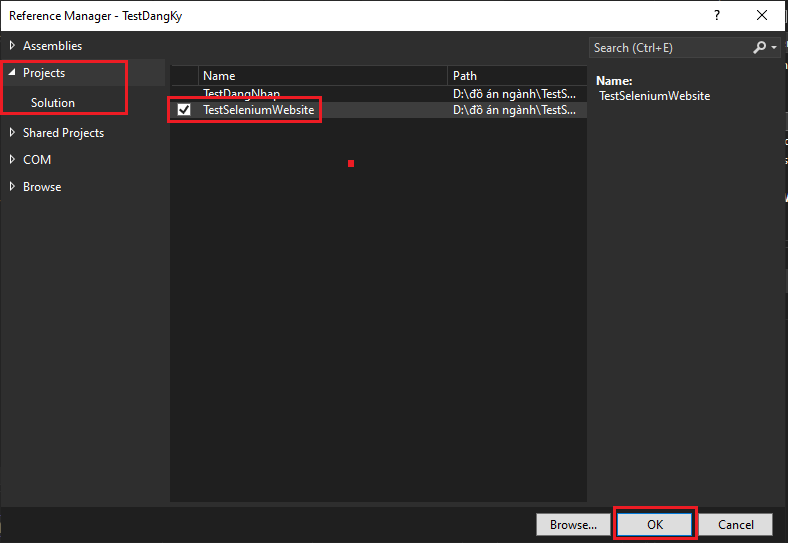 Reference Manager - TestDangKy
?
Assemblies
Projects
Solution
Shared Projects
COM
Browse
Name Path
TestDangNhap D:\đồ án ngành\TestS...
TestSeleniumWebsite D:\đồ án ngành\TestS...
Search (Ctrl+E)
Name:
TestSeleniumWebsite
Browse... OK Cancel